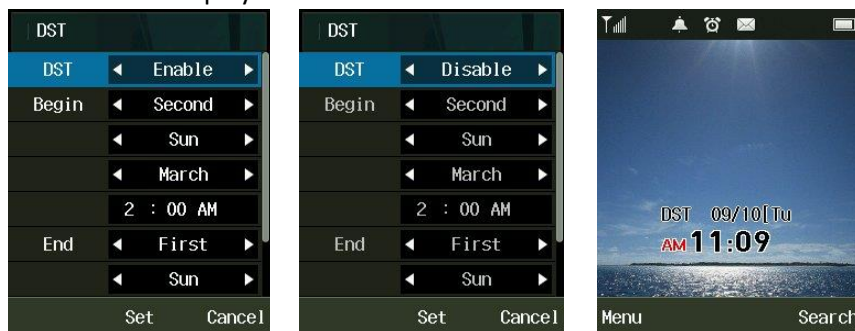 DST
DST Enable
Begin Second
Sun
March
2 : 00 AM
End First
Sun
Set Cancel
DST
DST Disable
Begin Second
Sun
March
2 : 00 AM
End First
Sun
Set Cancel
DST 09/10[Tu
AM 11:09
Menu Search